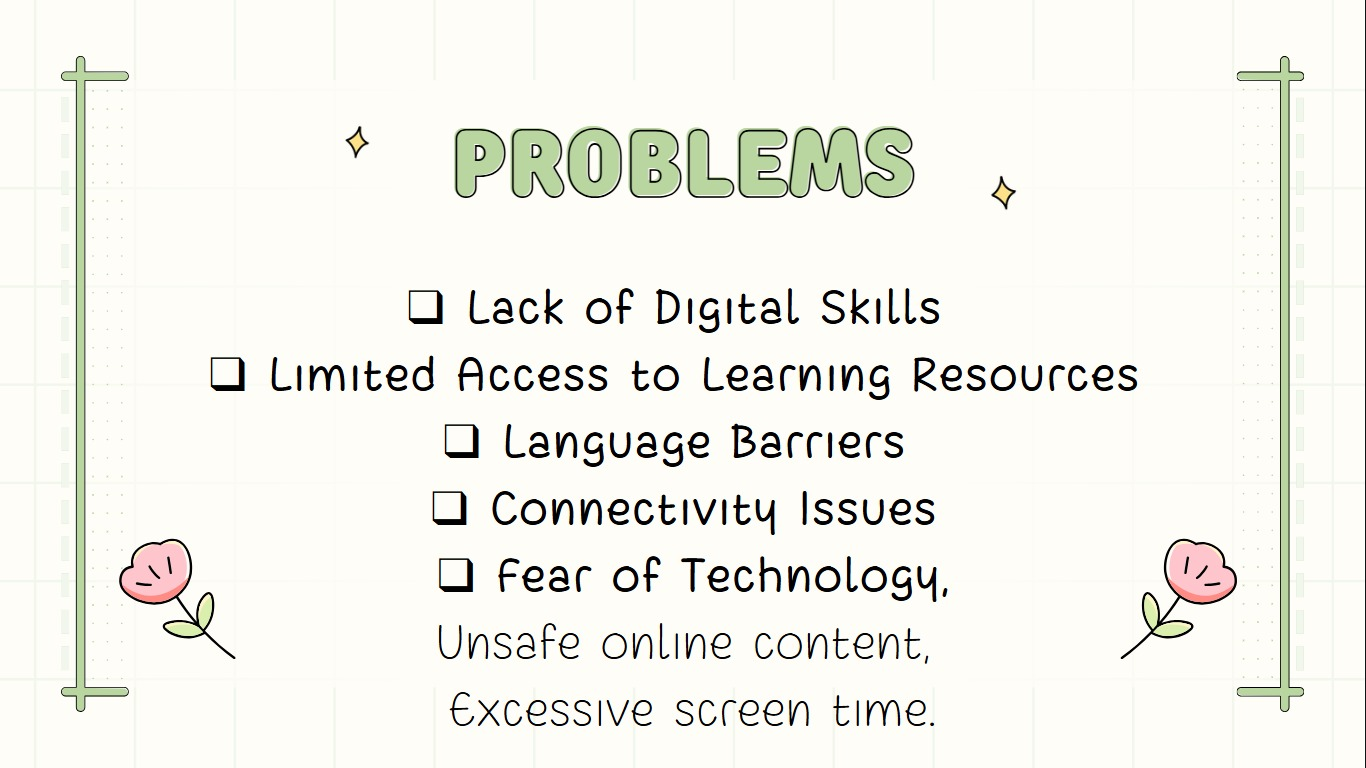 PROBLEMS
❑ Lack of Digital Skills
❑ Limited Access to Learning Resources
❑ Language Barriers
❑ Connectivity Issues
❑ Fear of Technology,
Unsafe online content,
Excessive screen time.